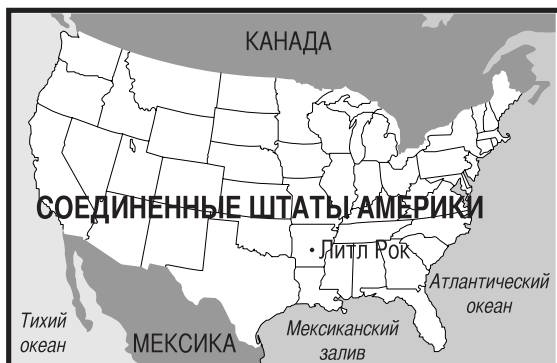 КАНАДА
СОЕДИНЕННЫЕ ШТАТЫ АМЕРИКИ
• Литл Рок
Атлантический
океан
Тихий
океан
МЕКСИКА
Мексиканский
залив